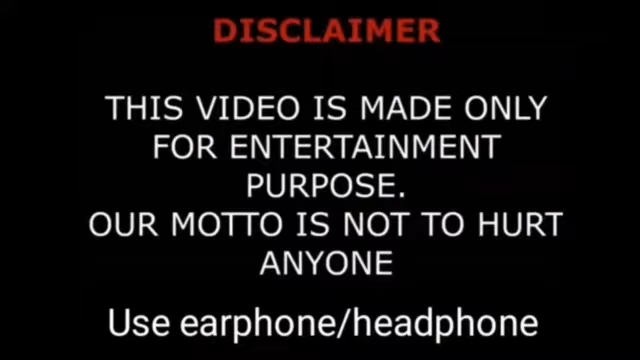 DISCLAIMER
THIS VIDEO IS MADE ONLY
FOR ENTERTAINMENT
PURPOSE.
OUR MOTTO IS NOT TO HURT
ANYONE
Use earphone/headphone